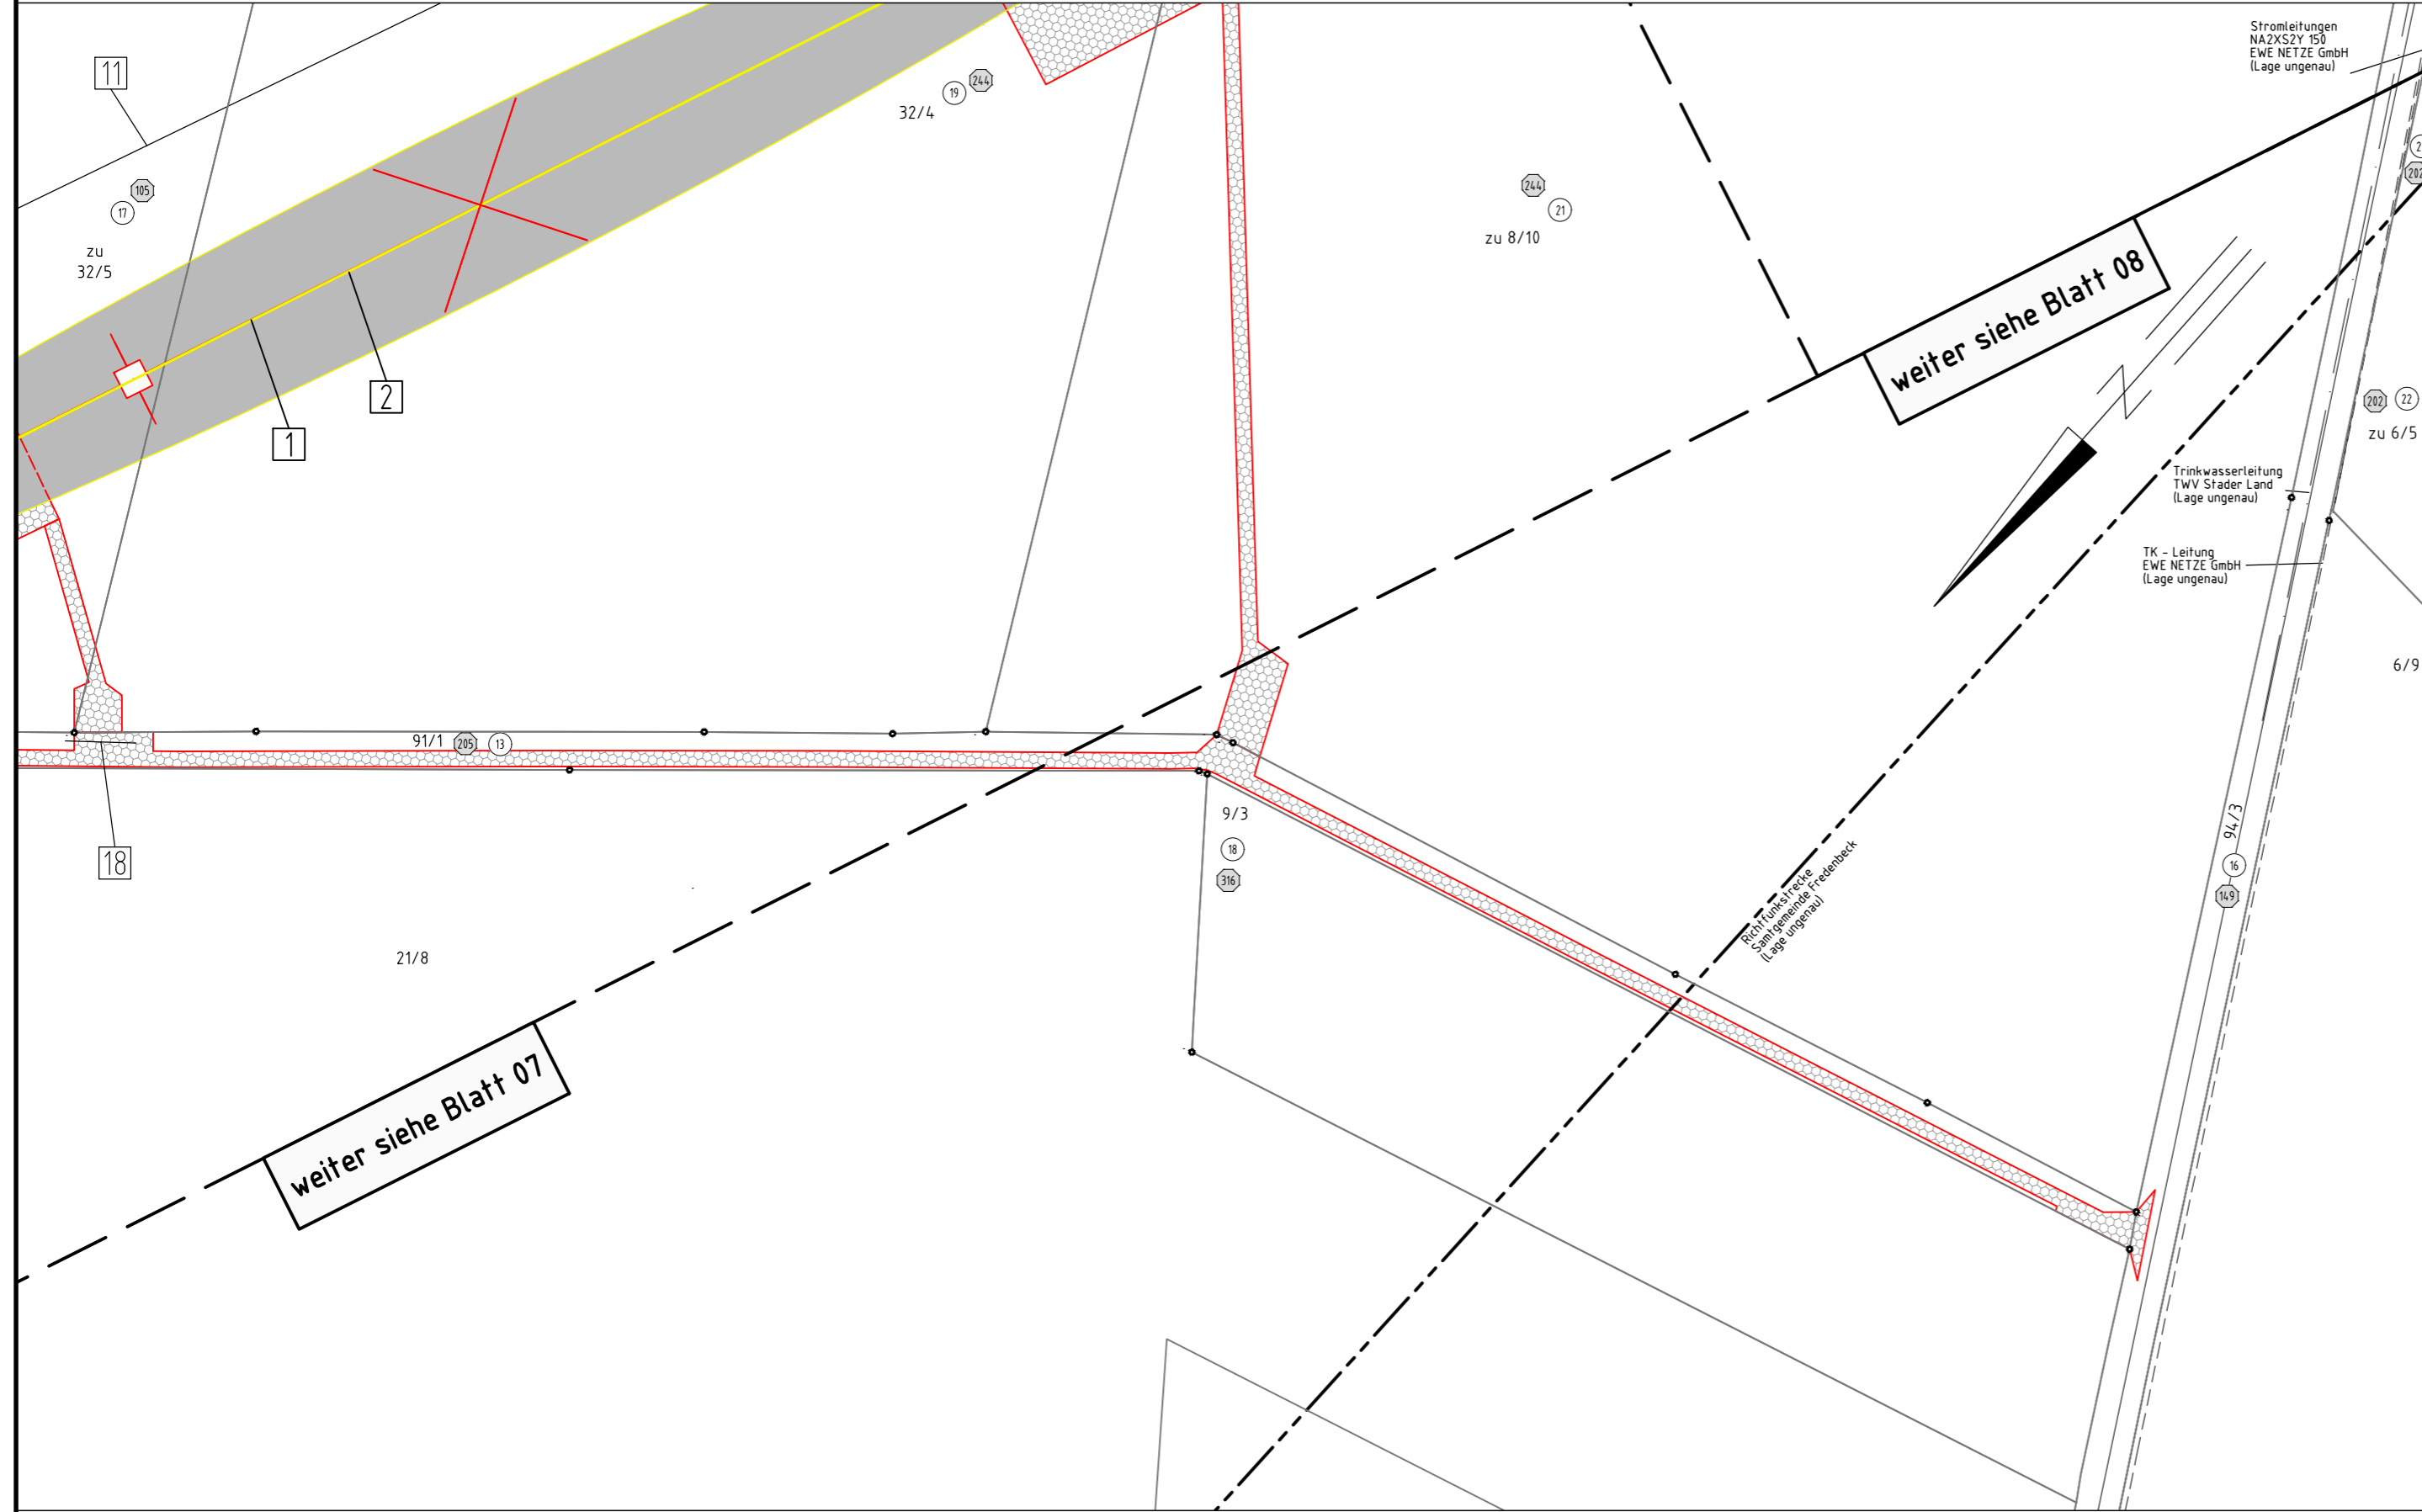 Stromleitungen
NA2XS2Y 150
EWE NETZE GmbH
(Lage ungenau)
11
19
244
32/4
105
17
zu
32/5
244
21
zu 8/10
202
weiter siehe Blatt 08
2
1
202
22
zu 6/5
Trinkwasserleitung
TWV Stader Land
(Lage ungenau)
TK - Leitung
EWE NETZE GmbH
(Lage ungenau)
N
6/9
91/1
205
13
18
9/3
18
316
94/3
16
149
Richtfunkstrecke
Samtgemeinde Fredenbeck
(Lage ungenau)
21/8
weiter siehe Blatt 07